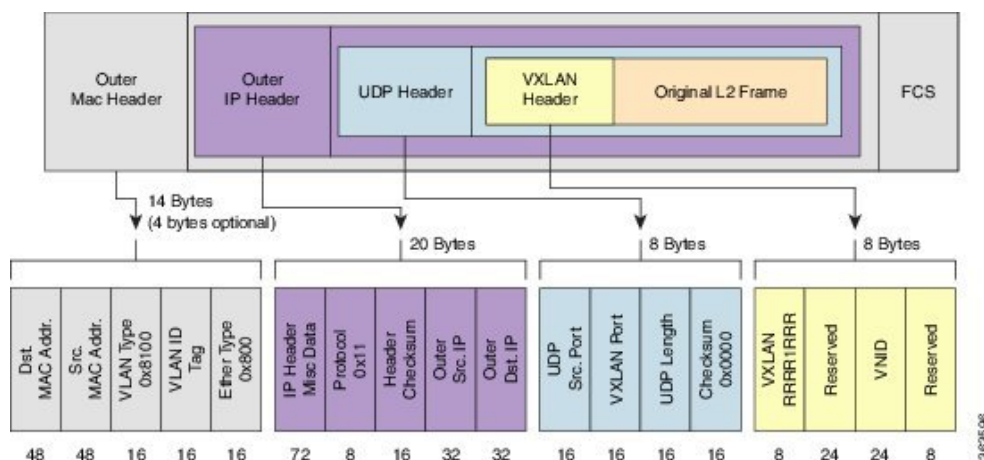 Outer
Mac Header
Outer
IP Header
UDP Header
VXLAN
Header
Original L2 Frame
FCS
14 Bytes
(4 bytes optional)
20 Bytes
8 Bytes
8 Bytes
Dst.
MAC Addr.
Src.
MAC Addr.
VLAN Type
0x8100
VLAN ID
Tag
Ether Type
0x800
IP Header
Misc Data
Protocol
0x11
Header
Checksum
Outer
Src. IP
Outer
Dst. IP
UDP
Src. Port
VXLAN Port
UDP Length
Checksum
0x0000
VXLAN
RRRR1RRR
Reserved
VNID
Reserved
48 48 16 16 16 72 8 16 32 32 16 16 16 16 8 24 24 8